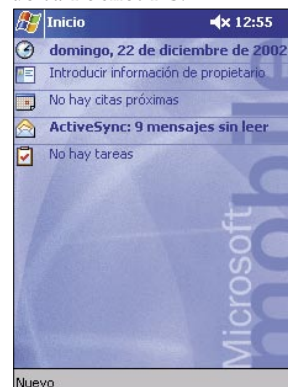 Inicio 12:55
domingo, 22 de diciembre de 2002
Introducir información de propietario
No hay citas próximas
ActiveSync: 9 mensajes sin leer
No hay tareas
Microsoft
mobile
Nuevo